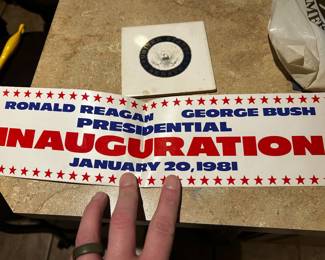 RONALD REAGAN GEORGE BUSH
PRESIDENTIAL
INAUGURATION
JANUARY 20, 1981